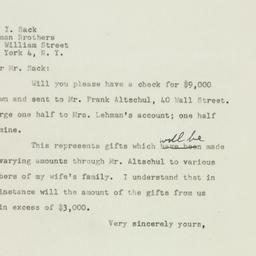 Y. Sack
man Brothers
William Street
York 4, N. Y.
r Mr. Sack:
Will you please have a check for $9,000
wn and sent to Mr. Frank Altschul, 40 Wall Street.
rge one half to Mrs. Lehman's account; one half
mine.
will be
This represents gifts which have been made
varying amounts through Mr. Altschul to various
bers of my wife's family. I understand that in
instance will the amount of the gifts from us
in excess of $3,000.
Very sincerely yours,